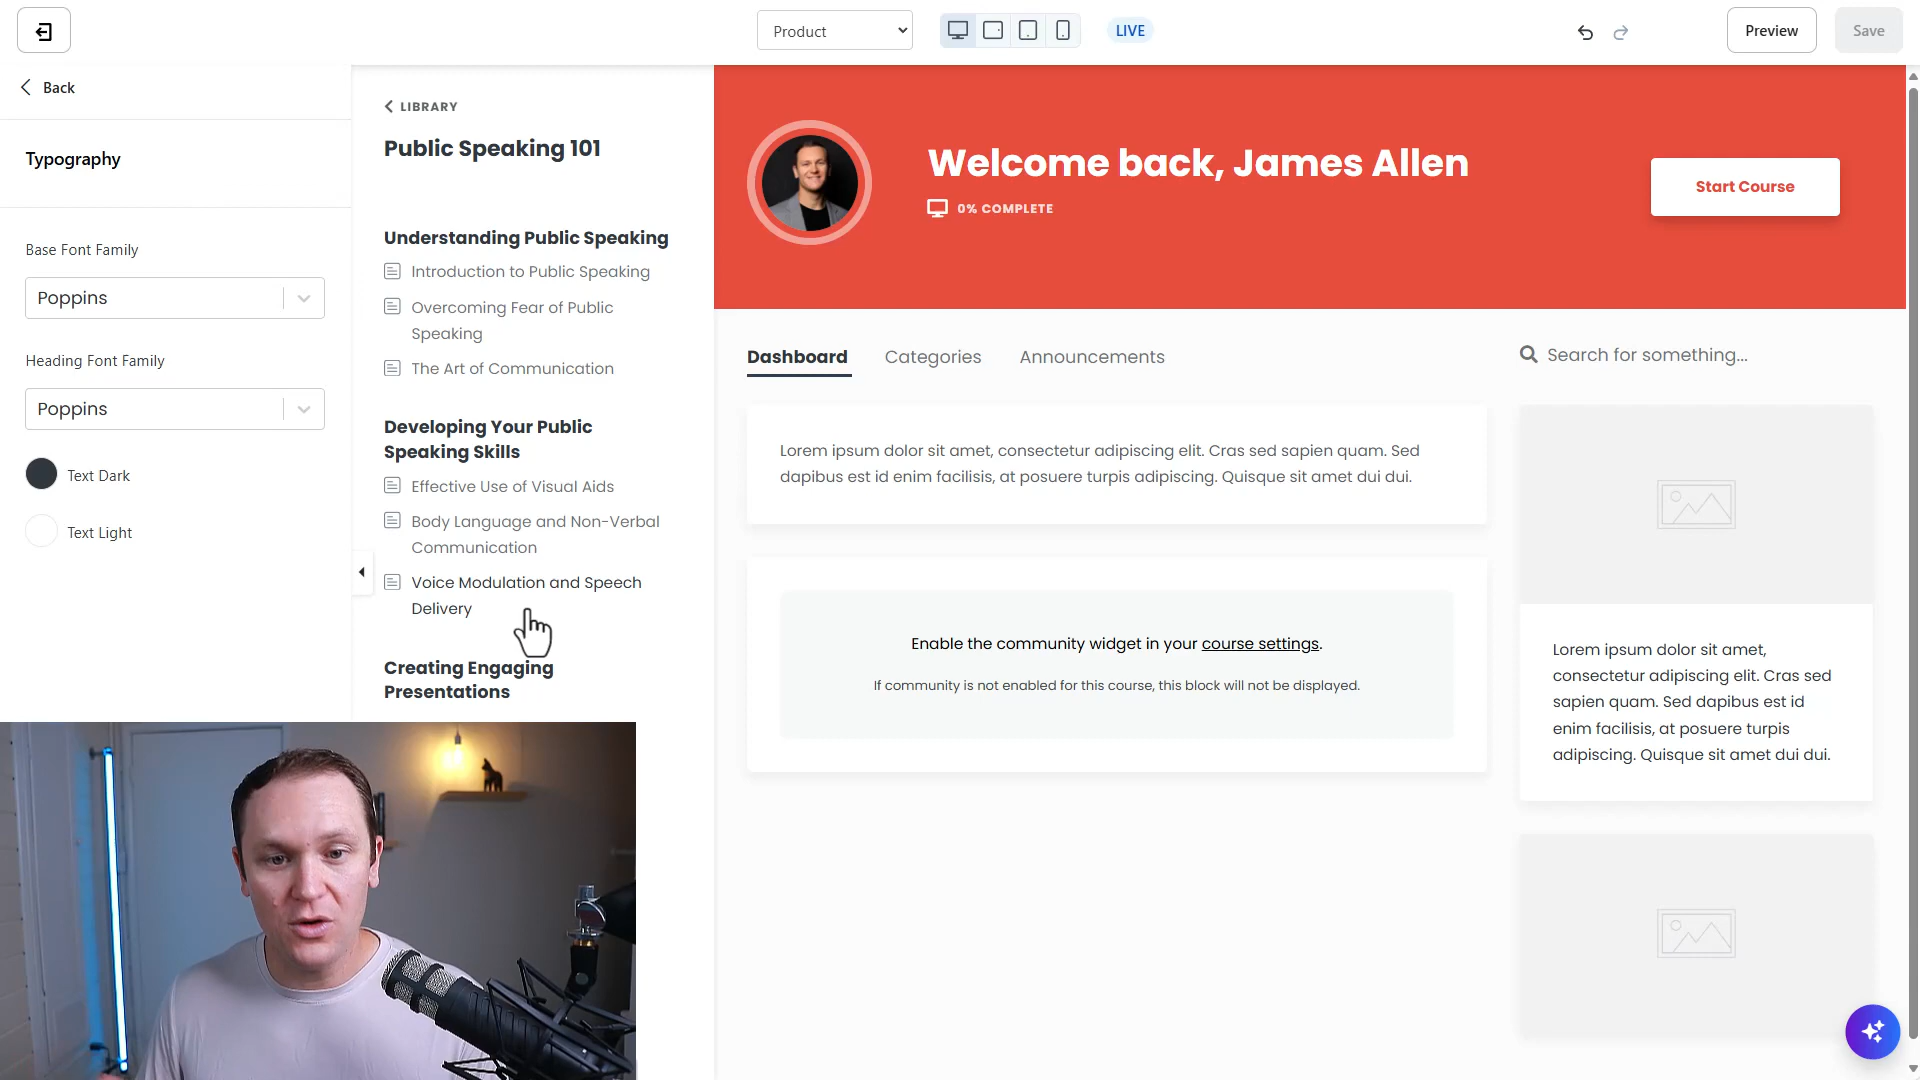 Product
LIVE
Preview
Save
Back
Typography
Base Font Family
Poppins
Heading Font Family
Poppins
Text Dark
Text Light
LIBRARY
Public Speaking 101
Understanding Public Speaking
Introduction to Public Speaking
Overcoming Fear of Public
Speaking
The Art of Communication
Developing Your Public
Speaking Skills
Effective Use of Visual Aids
Body Language and Non-Verbal
Communication
Voice Modulation and Speech
Delivery
Creating Engaging
Presentations
Welcome back, James Allen
0% COMPLETE
Start Course
Dashboard
Categories
Announcements
Search for something...
Lorem ipsum dolor sit amet, consectetur adipiscing elit. Cras sed sapien quam. Sed
dapibus est id enim facilisis, at posuere turpis adipiscing. Quisque sit amet dui dui.
Enable the community widget in your course settings.
If community is not enabled for this course, this block will not be displayed.
Lorem ipsum dolor sit amet,
consectetur adipiscing elit. Cras sed
sapien quam. Sed dapibus est id
enim facilisis, at posuere turpis
adipiscing. Quisque sit amet dui dui.